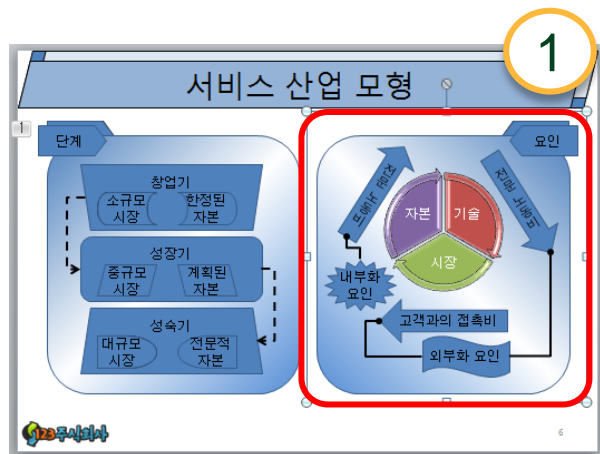 1
서비스 산업 모형
1
단계
창업기
소규모
시장
한정된
자본
성장기
중규모
시장
계획된
자본
성숙기
대규모
시장
전문적
자본
요인
자본
기술
시장
내부화
요인
고객과의 접촉비
외부화 요인
123주식회사
6